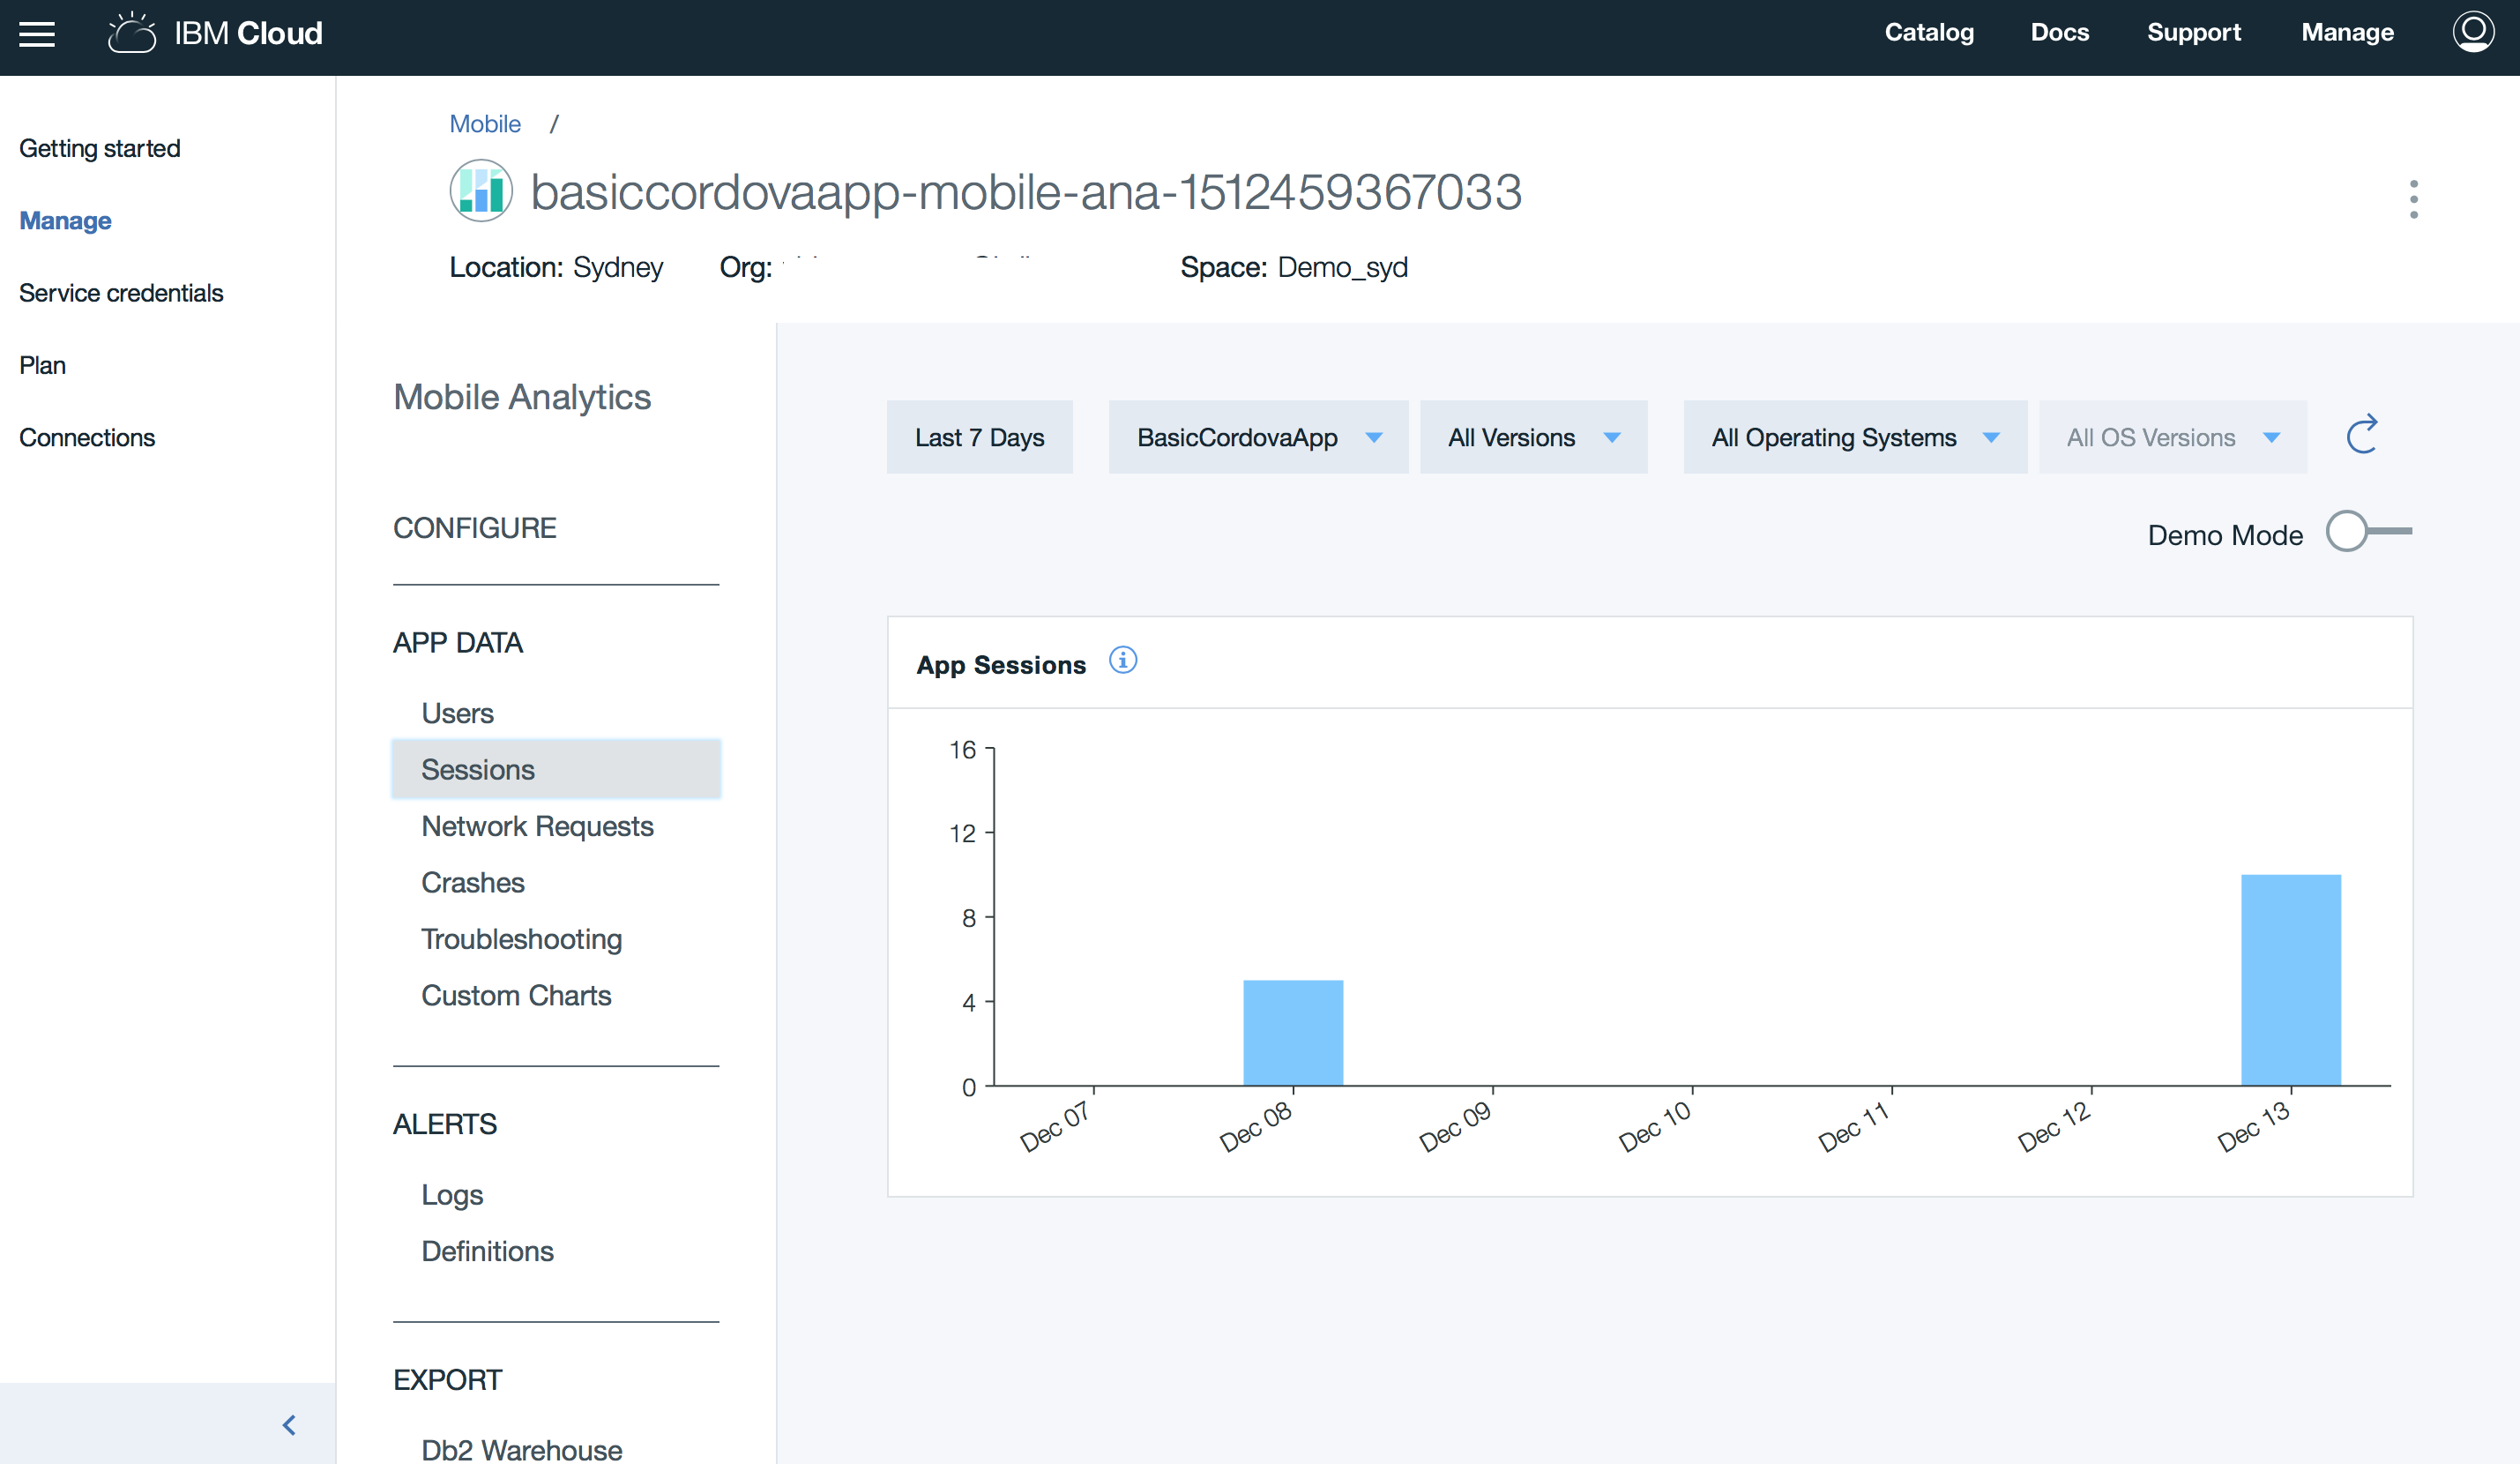 IBM Cloud
Catalog Docs Support Manage
Getting started
Manage
Service credentials
Plan
Connections
Mobile /
basiccordovaapp-mobile-ana-1512459367033
Location: Sydney Org: Space: Demo_syd
Mobile Analytics
CONFIGURE
APP DATA
Users
Sessions
Network Requests
Crashes
Troubleshooting
Custom Charts
ALERTS
Logs
Definitions
EXPORT
Db2 Warehouse
Last 7 Days BasicCordovaApp All Versions All Operating Systems All OS Versions
Demo Mode
App Sessions
16
12
8
4
0
Dec 07 Dec 08 Dec 09 Dec 10 Dec 11 Dec 12 Dec 13